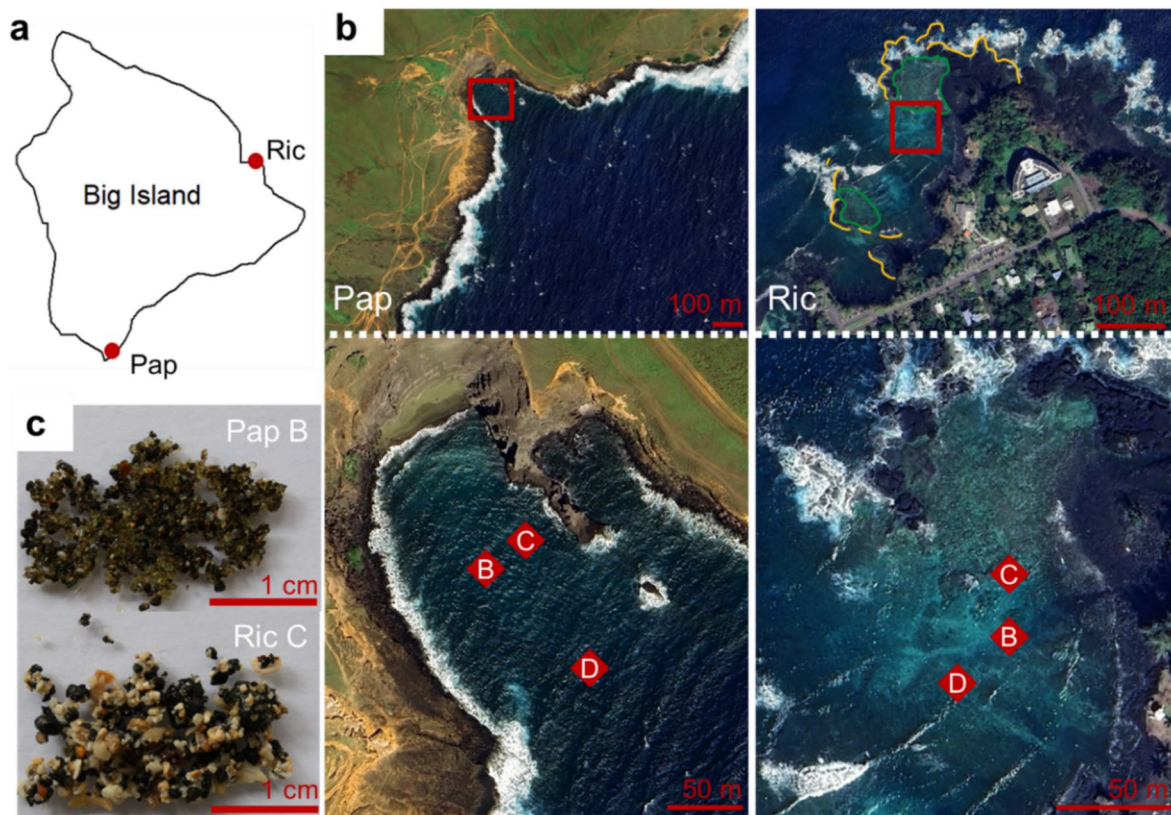 a
Ric
Big Island
Pap
b
Pap
100 m
Ric
100 m
c
Pap B
1 cm
Ric C
1 cm
C
B
D
50 m
C
B
D
50 m